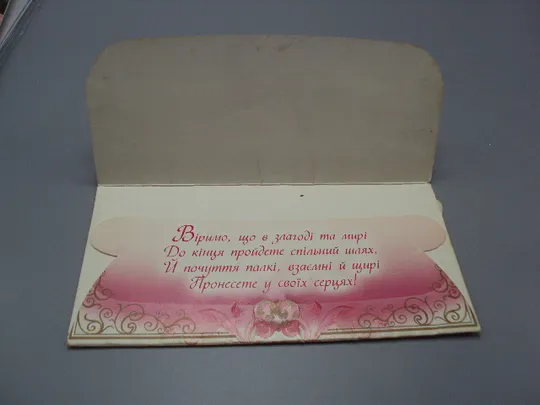 Віримо, що в злагоді та мирі
До кінця пройдете спільний шлях,
Й почуття палкі, взаємні й щирі
Пронесете у своїх серцях!